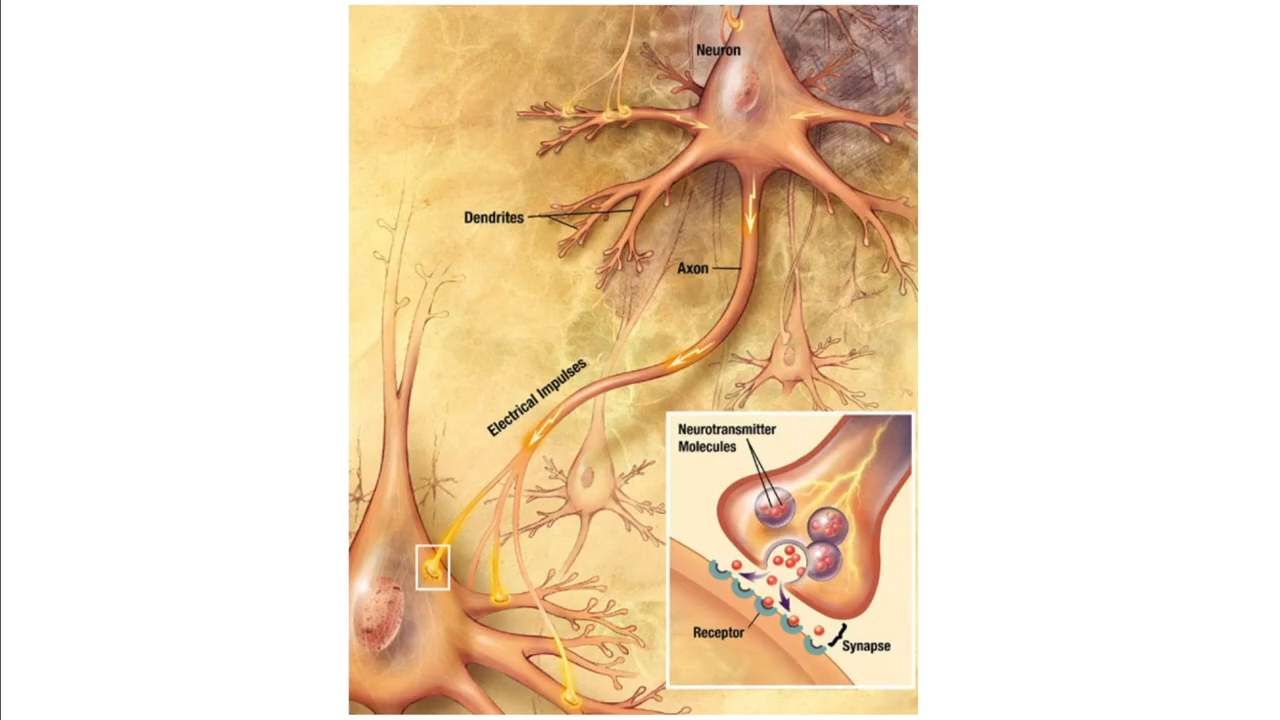 Neuron
Dendrites
Axon
Electrical Impulses
Neurotransmitter
Molecules
Receptor
Synapse